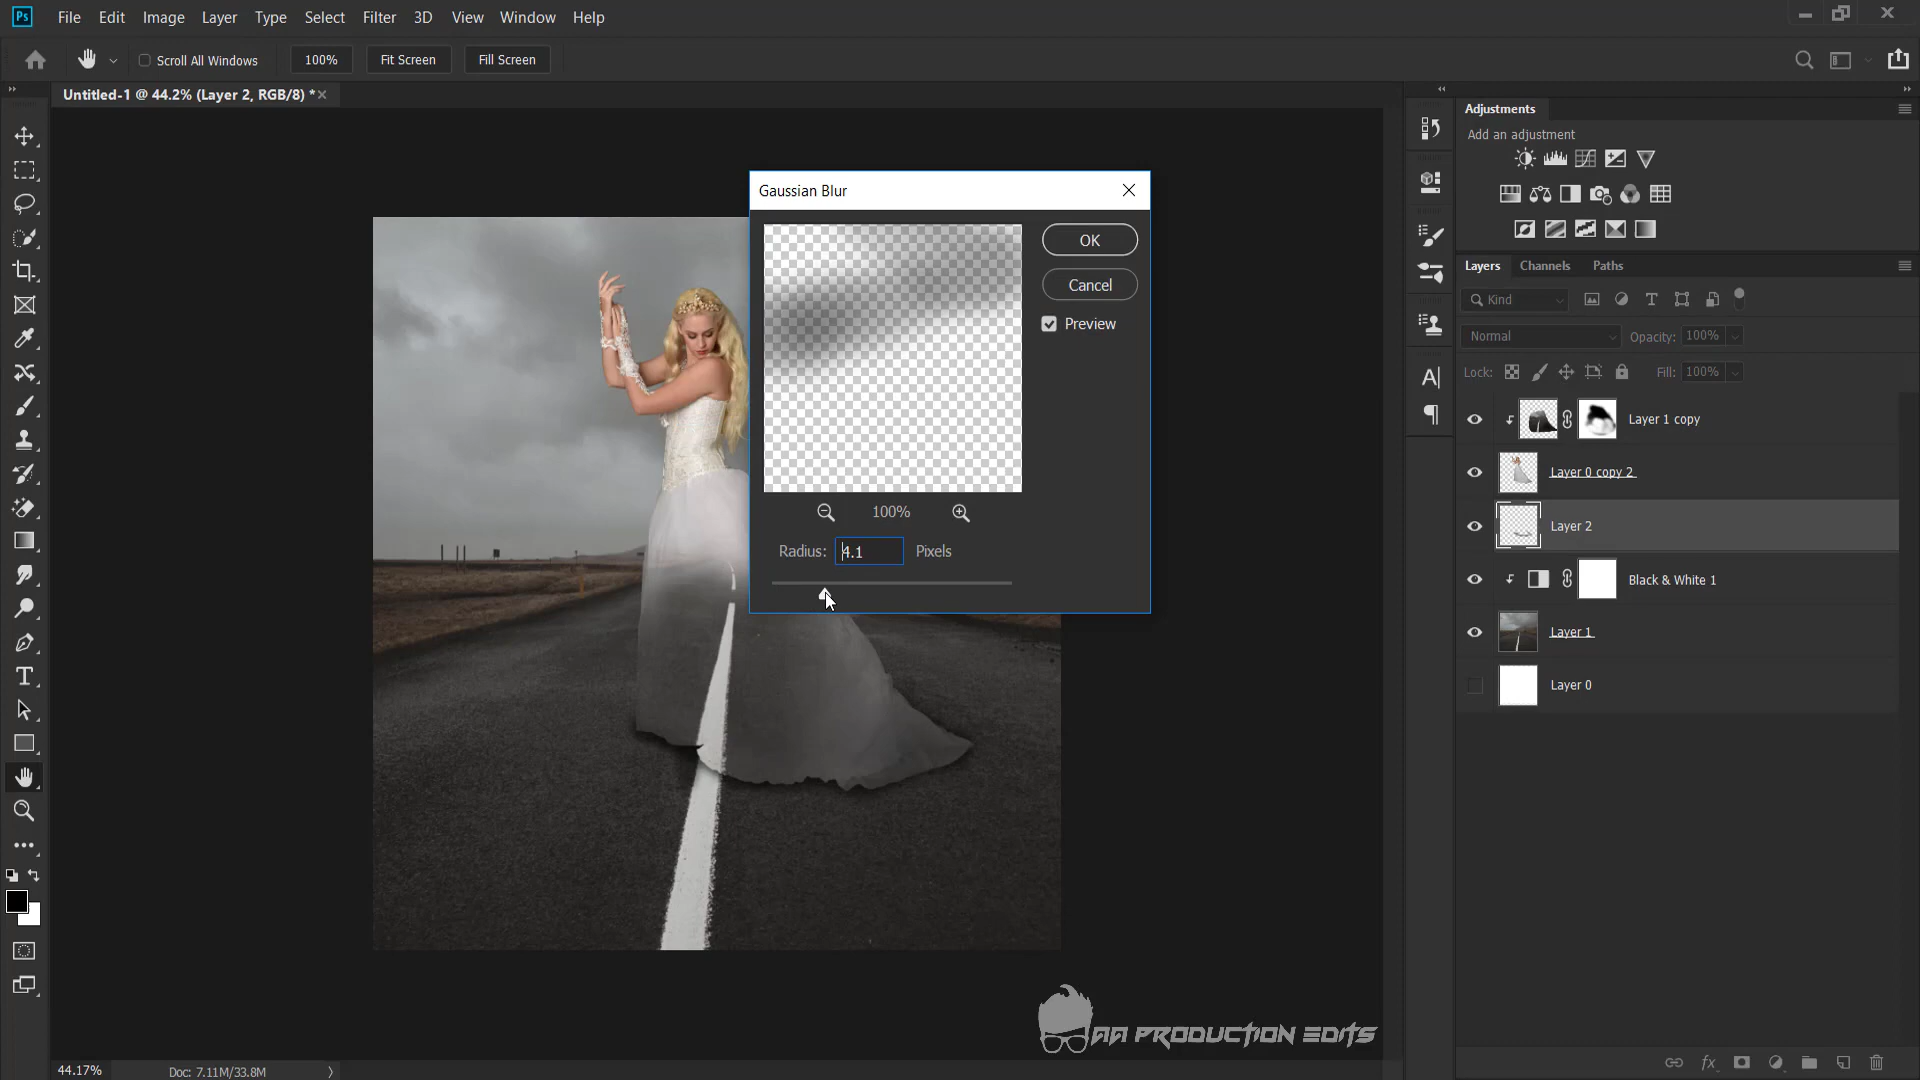 Ps File Edit Image Layer Type Select Filter 3D View Window Help
Scroll All Windows 100% Fit Screen Fill Screen
Untitled-1 @ 44.2% (Layer 2, RGB/8) *
Gaussian Blur
OK
Cancel
Preview
100%
Radius: 4.1 Pixels
Adjustments
Add an adjustment
Layers Channels Paths
Kind
Normal Opacity: 100%
Lock: Fill: 100%
Layer 1 copy
Layer 0 copy 2
Layer 2
Black & White 1
Layer 1
Layer 0
AA PRODUCTION EDITS
44.17% Doc: 7.11M/33.8M